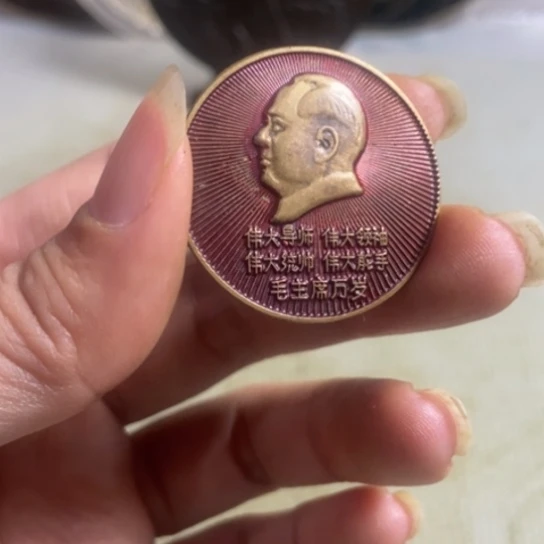 伟大导师 伟大领袖
伟大统帅 伟大舵手
毛主席万岁